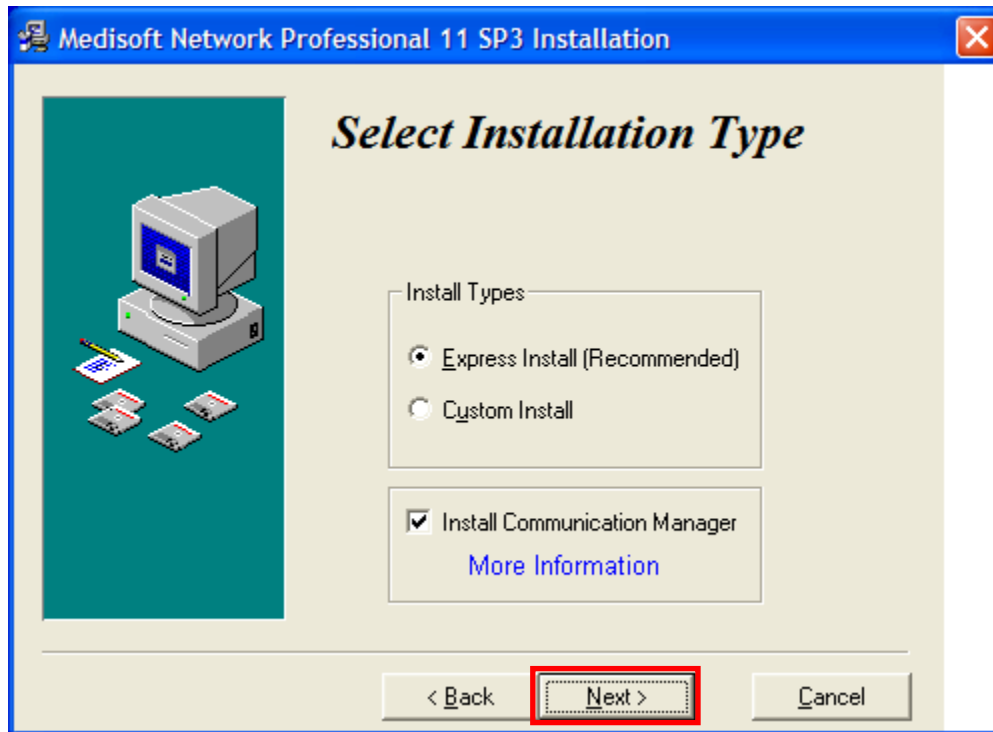 Medisoft Network Professional 11 SP3 Installation
Select Installation Type
Install Types
Express Install (Recommended)
Custom Install
Install Communication Manager
More Information
< Back
Next >
Cancel